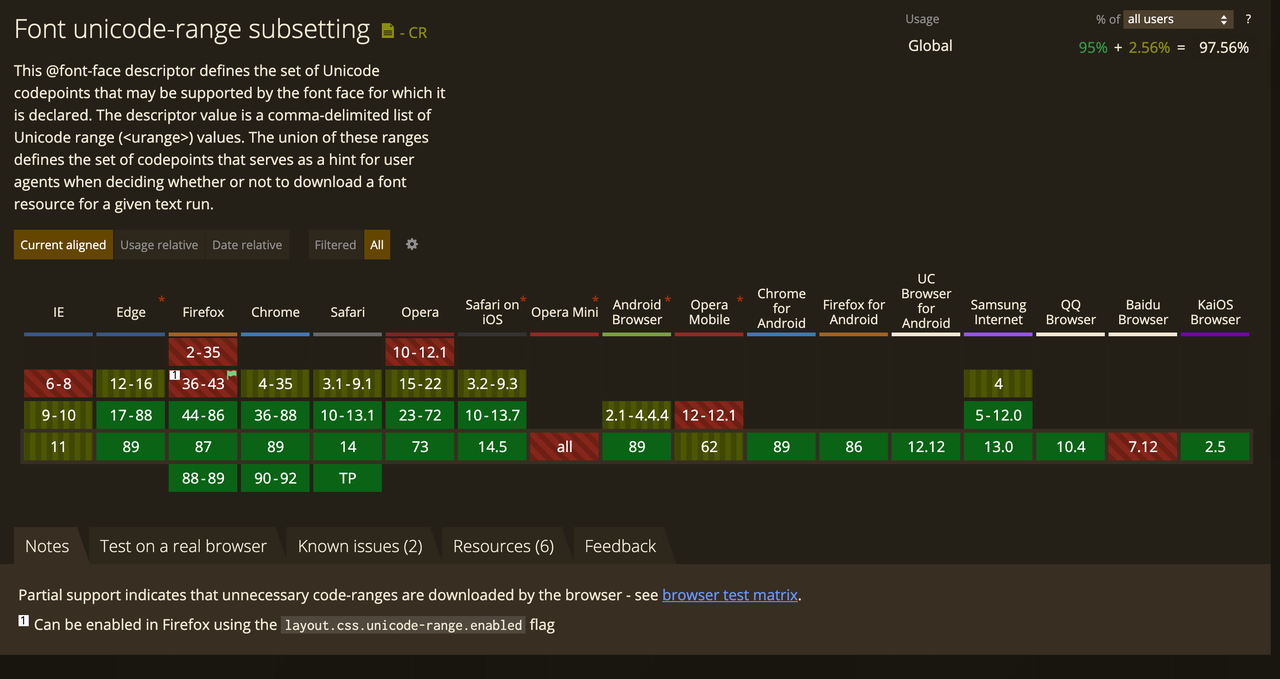 Font unicode-range subsetting - CR
Usage % of all users ?
Global 95% + 2.56% = 97.56%
This @font-face descriptor defines the set of Unicode
codepoints that may be supported by the font face for which it
is declared. The descriptor value is a comma-delimited list of
Unicode range (<urange>) values. The union of these ranges
defines the set of codepoints that serves as a hint for user
agents when deciding whether or not to download a font
resource for a given text run.
Current aligned Usage relative Date relative Filtered All
IE Edge * Firefox Chrome Safari Opera Safari on iOS * Opera Mini * Android Browser * Opera Mobile * Chrome for Android Firefox for Android UC Browser for Android Samsung Internet QQ Browser Baidu Browser KaiOS Browser
2-35 10-12.1
6-8 12-16 1 36-43 4-35 3.1-9.1 15-22 3.2-9.3 4
9-10 17-88 44-86 36-88 10-13.1 23-72 10-13.7 2.1-4.4.4 12-12.1 5-12.0
11 89 87 89 14 73 14.5 all 89 62 89 86 12.12 13.0 10.4 7.12 2.5
88-89 90-92 TP
Notes Test on a real browser Known issues (2) Resources (6) Feedback
Partial support indicates that unnecessary code-ranges are downloaded by the browser - see browser test matrix.
1 Can be enabled in Firefox using the layout.css.unicode-range.enabled flag